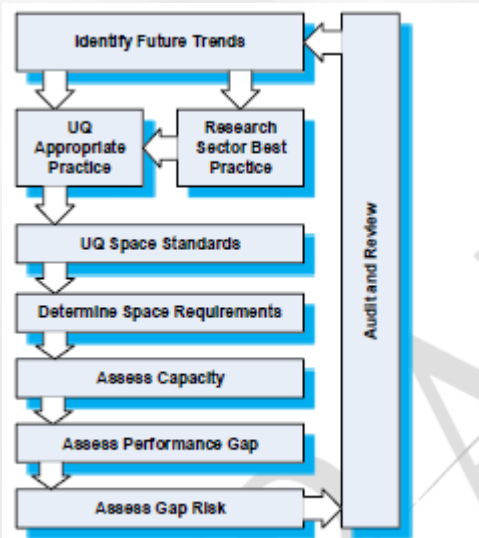 Identify Future Trends
UQ
Appropriate
Practice
Research
Sector Best
Practice
UQ Space Standards
Determine Space Requirements
Assess Capacity
Assess Performance Gap
Assess Gap Risk
Audit and Review